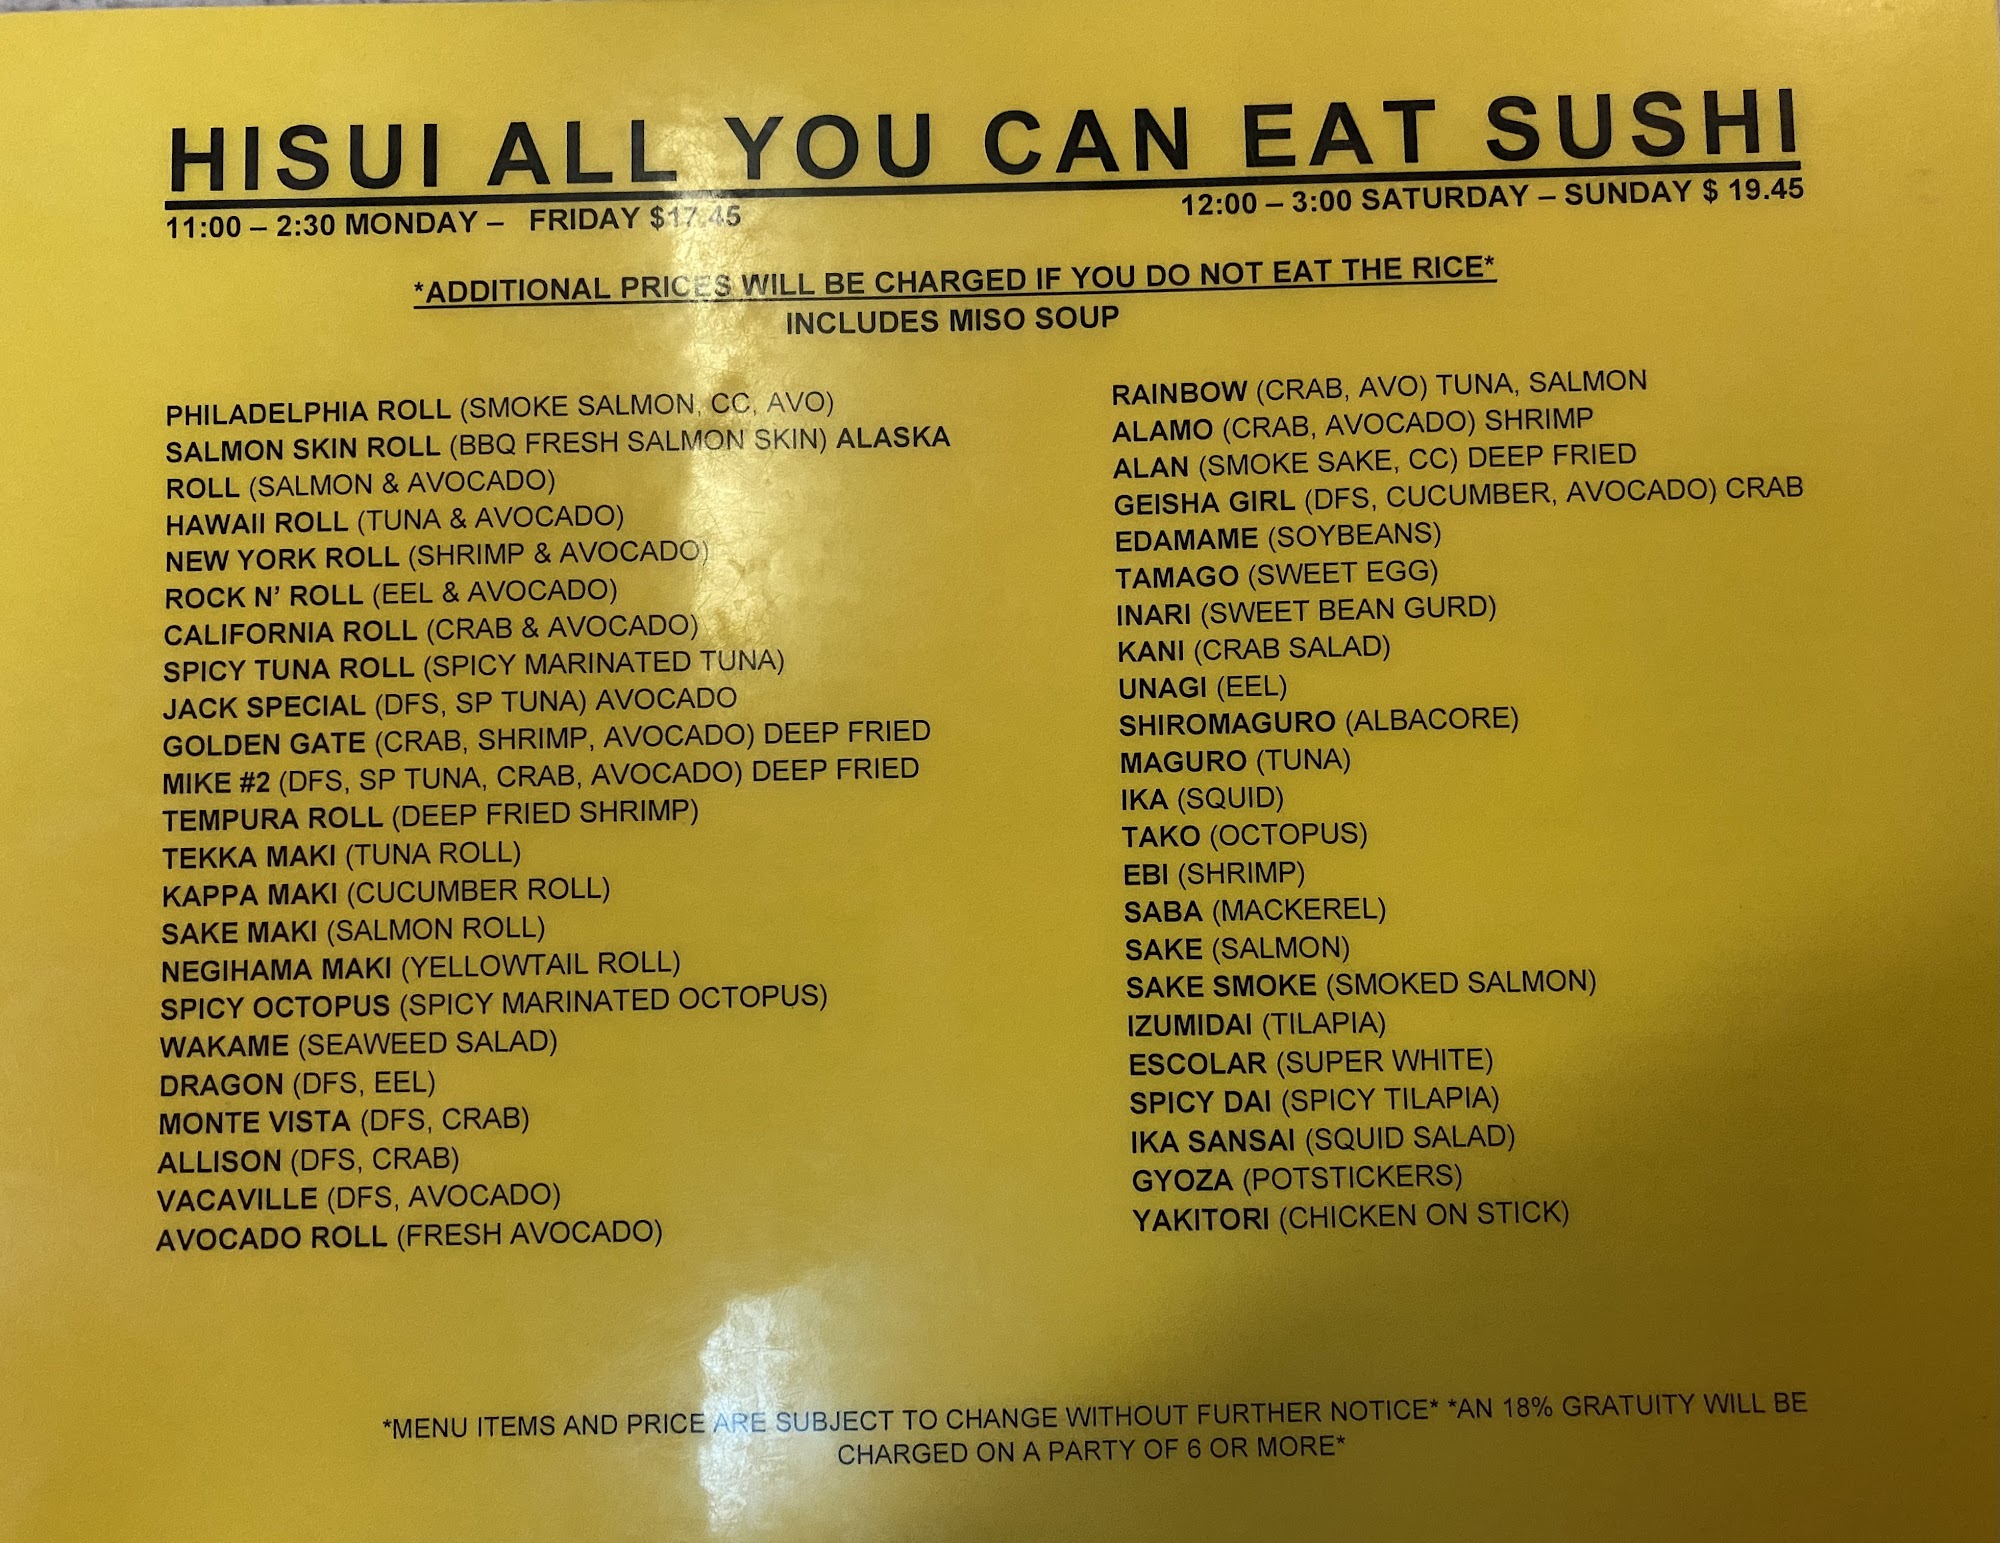 HISUI ALL YOU CAN EAT SUSHI
11:00 – 2:30 MONDAY – FRIDAY $17.45
12:00 – 3:00 SATURDAY – SUNDAY $ 19.45
*ADDITIONAL PRICES WILL BE CHARGED IF YOU DO NOT EAT THE RICE*
INCLUDES MISO SOUP
PHILADELPHIA ROLL (SMOKE SALMON, CC, AVO)
SALMON SKIN ROLL (BBQ FRESH SALMON SKIN) ALASKA
ROLL (SALMON & AVOCADO)
HAWAII ROLL (TUNA & AVOCADO)
NEW YORK ROLL (SHRIMP & AVOCADO)
ROCK N’ ROLL (EEL & AVOCADO)
CALIFORNIA ROLL (CRAB & AVOCADO)
SPICY TUNA ROLL (SPICY MARINATED TUNA)
JACK SPECIAL (DFS, SP TUNA) AVOCADO
GOLDEN GATE (CRAB, SHRIMP, AVOCADO) DEEP FRIED
MIKE #2 (DFS, SP TUNA, CRAB, AVOCADO) DEEP FRIED
TEMPURA ROLL (DEEP FRIED SHRIMP)
TEKKA MAKI (TUNA ROLL)
KAPPA MAKI (CUCUMBER ROLL)
SAKE MAKI (SALMON ROLL)
NEGIHAMA MAKI (YELLOWTAIL ROLL)
SPICY OCTOPUS (SPICY MARINATED OCTOPUS)
WAKAME (SEAWEED SALAD)
DRAGON (DFS, EEL)
MONTE VISTA (DFS, CRAB)
ALLISON (DFS, CRAB)
VACAVILLE (DFS, AVOCADO)
AVOCADO ROLL (FRESH AVOCADO)
RAINBOW (CRAB, AVO) TUNA, SALMON
ALAMO (CRAB, AVOCADO) SHRIMP
ALAN (SMOKE SAKE, CC) DEEP FRIED
GEISHA GIRL (DFS, CUCUMBER, AVOCADO) CRAB
EDAMAME (SOYBEANS)
TAMAGO (SWEET EGG)
INARI (SWEET BEAN GURD)
KANI (CRAB SALAD)
UNAGI (EEL)
SHIROMAGURO (ALBACORE)
MAGURO (TUNA)
IKA (SQUID)
TAKO (OCTOPUS)
EBI (SHRIMP)
SABA (MACKEREL)
SAKE (SALMON)
SAKE SMOKE (SMOKED SALMON)
IZUMIDAI (TILAPIA)
ESCOLAR (SUPER WHITE)
SPICY DAI (SPICY TILAPIA)
IKA SANSAI (SQUID SALAD)
GYOZA (POTSTICKERS)
YAKITORI (CHICKEN ON STICK)
*MENU ITEMS AND PRICE ARE SUBJECT TO CHANGE WITHOUT FURTHER NOTICE* *AN 18% GRATUITY WILL BE
CHARGED ON A PARTY OF 6 OR MORE*